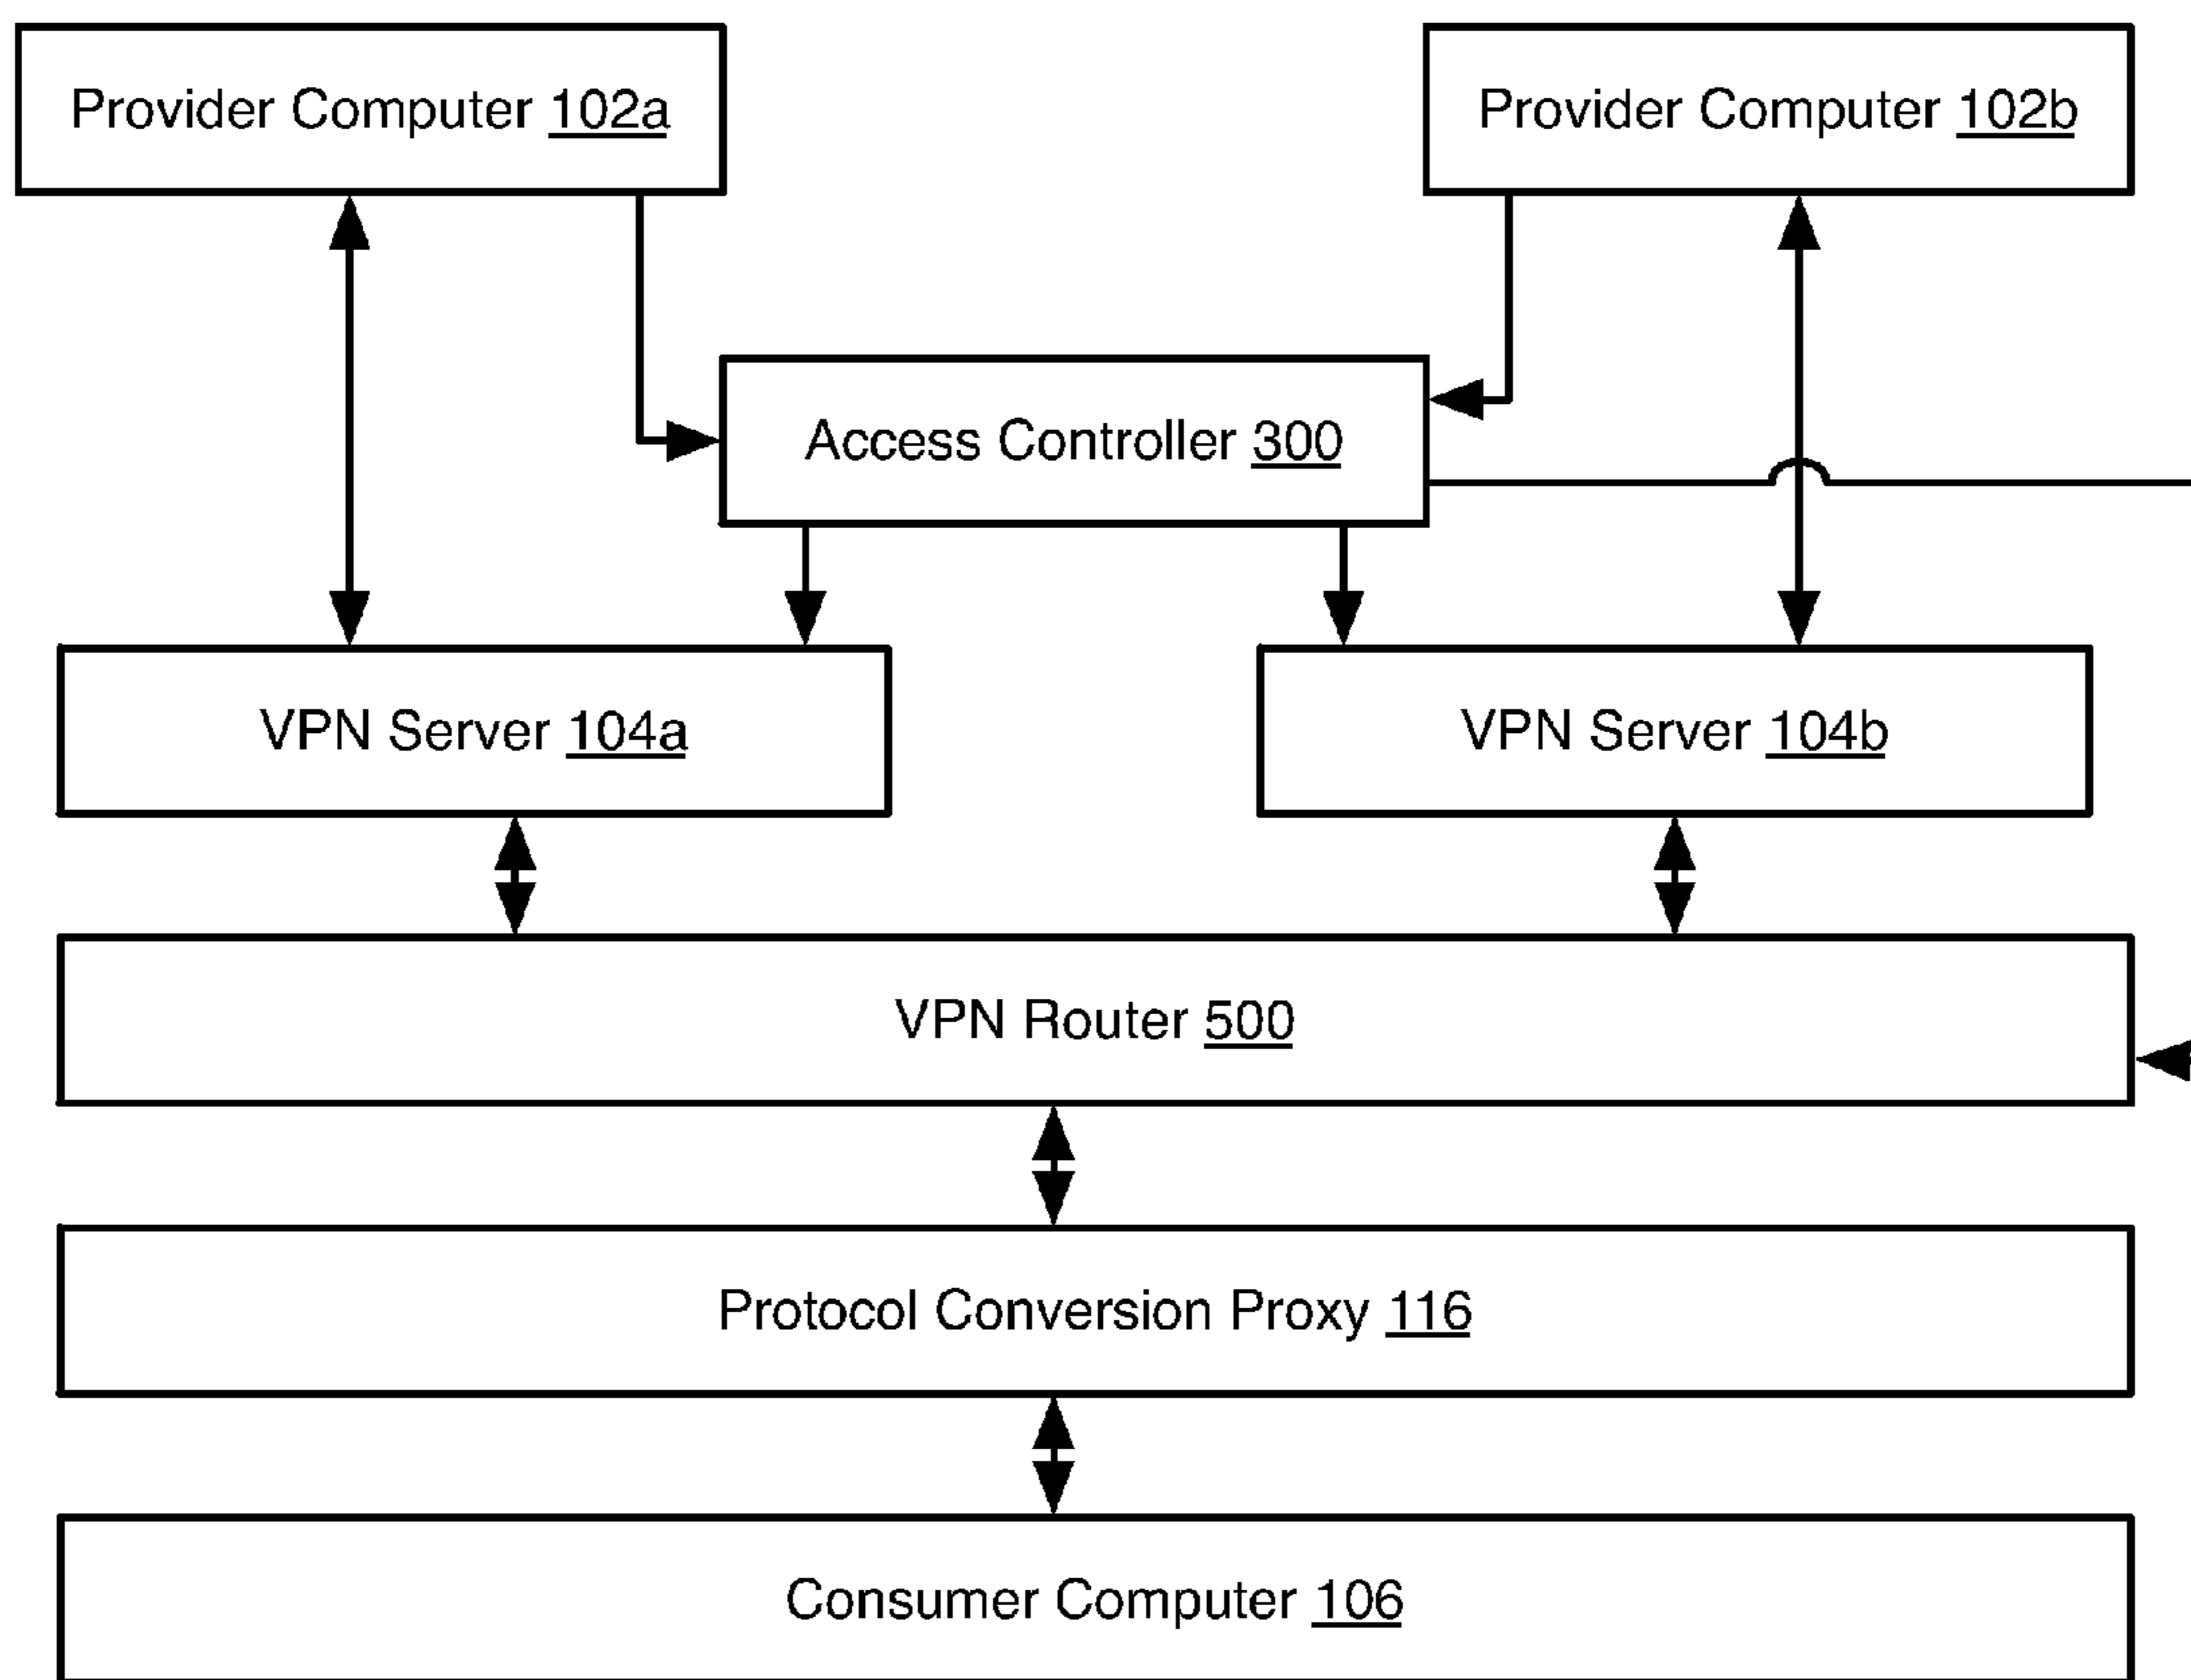 Provider Computer 102a
Provider Computer 102b
Access Controller 300
VPN Server 104a
VPN Server 104b
VPN Router 500
Protocol Conversion Proxy 116
Consumer Computer 106